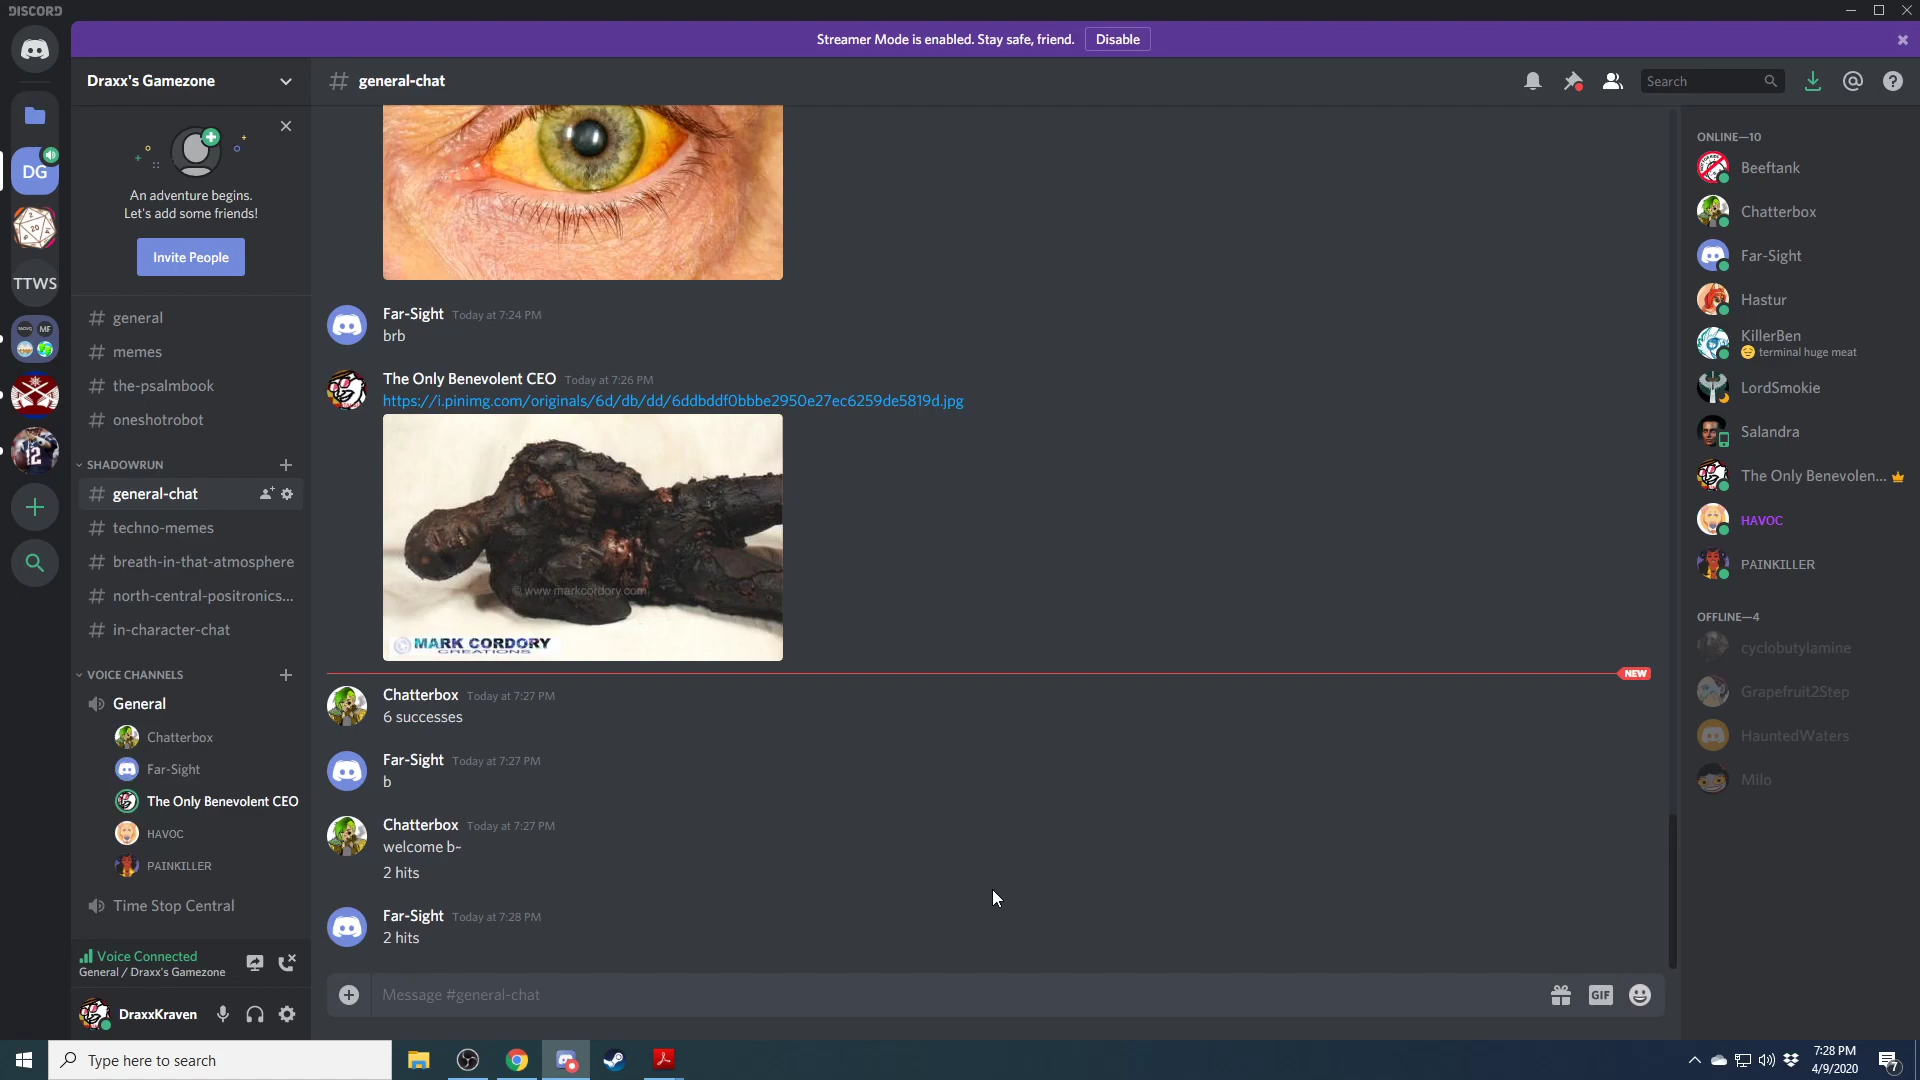 DISCORD
Streamer Mode is enabled. Stay safe, friend.
Disable
Draxx's Gamezone
general-chat
Search
An adventure begins.
Let's add some friends!
Invite People
DG
TTWS
MF
12
general
memes
the-psalmbook
oneshotrobot
SHADOWRUN
general-chat
techno-memes
breath-in-that-atmosphere
north-central-positronics...
in-character-chat
VOICE CHANNELS
General
Chatterbox
Far-Sight
The Only Benevolent CEO
HAVOC
PAINKILLER
Time Stop Central
Voice Connected
General / Draxx's Gamezone
DraxxKraven
Far-Sight Today at 7:24 PM
brb
The Only Benevolent CEO Today at 7:26 PM
https://i.pinimg.com/originals/6d/db/dd/6ddbddf0bbbe2950e27ec6259de5819d.jpg
© www.markcordory.com
MARK CORDORY
CREATIONS
NEW
Chatterbox Today at 7:27 PM
6 successes
Far-Sight Today at 7:27 PM
b
Chatterbox Today at 7:27 PM
welcome b~
2 hits
Far-Sight Today at 7:28 PM
2 hits
Message #general-chat
GIF
ONLINE—10
Beeftank
Chatterbox
Far-Sight
Hastur
KillerBen
terminal huge meat
LordSmokie
Salandra
The Only Benevolen...
HAVOC
PAINKILLER
OFFLINE—4
cyclobutylamine
Grapefruit2Step
HauntedWaters
Milo
Type here to search
7:28 PM
4/9/2020
7